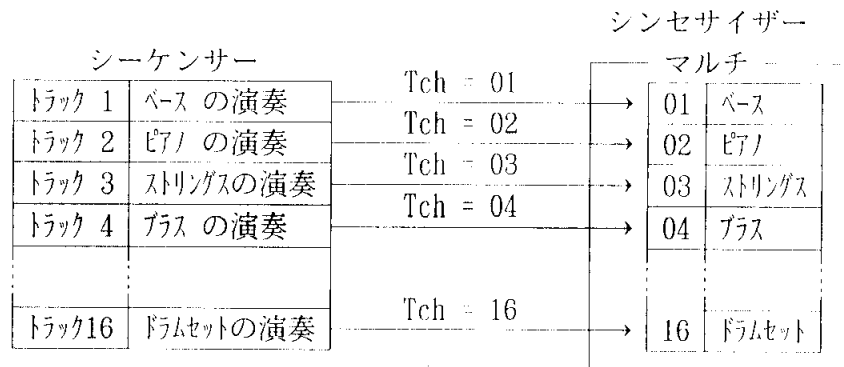 シンセサイザー
シーケンサー
マルチ
トラック 1 ベース の演奏 Tch = 01 01 ベース
トラック 2 ピアノ の演奏 Tch = 02 02 ピアノ
トラック 3 ストリングスの演奏 Tch = 03 03 ストリングス
トラック 4 ブラス の演奏 Tch = 04 04 ブラス
トラック16 ドラムセットの演奏 Tch = 16 16 ドラムセット